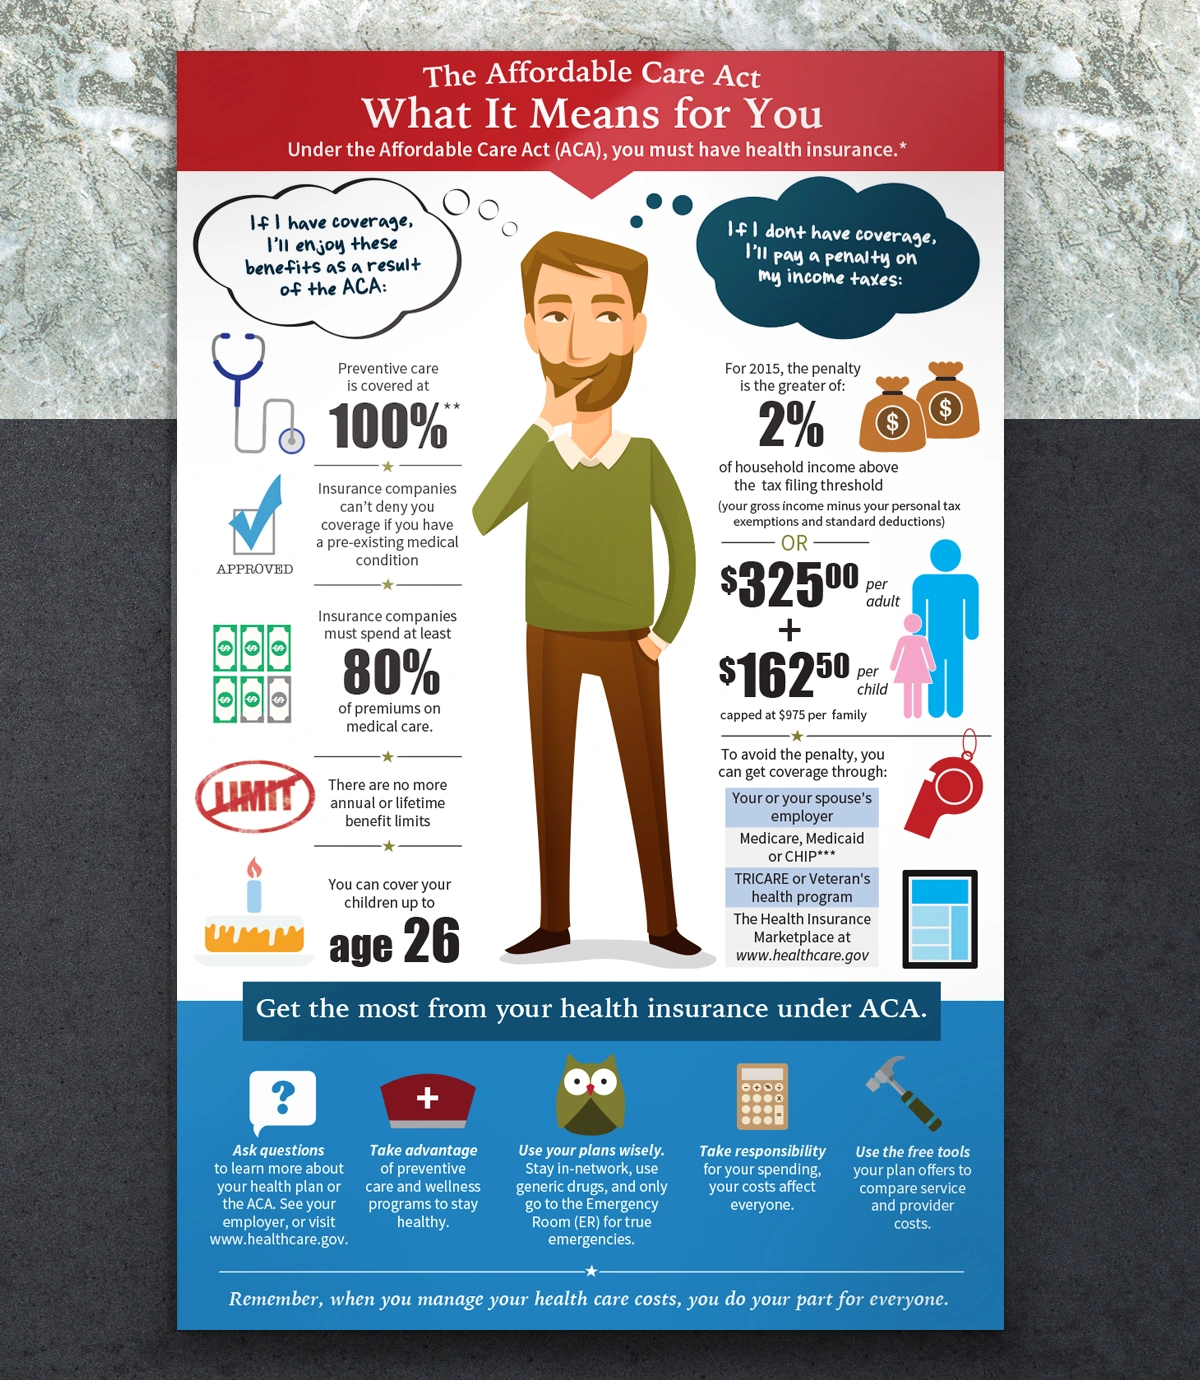 The Affordable Care Act
What It Means for You
Under the Affordable Care Act (ACA), you must have health insurance.*
If I have coverage,
I'll enjoy these
benefits as a result
of the ACA:
Preventive care
is covered at
100%**
Insurance companies
can't deny you
coverage if you have
a pre-existing medical
condition
APPROVED
Insurance companies
must spend at least
80%
of premiums on
medical care.
LIMIT
There are no more
annual or lifetime
benefit limits
You can cover your
children up to
age 26
If I dont have coverage,
I'll pay a penalty on
my income taxes:
For 2015, the penalty
is the greater of:
2%
$
$
of household income above
the tax filing threshold
(your gross income minus your personal tax
exemptions and standard deductions)
OR
$32500 per
adult
+
$16250 per
child
capped at $975 per family
To avoid the penalty, you
can get coverage through:
Your or your spouse's
employer
Medicare, Medicaid
or CHIP***
TRICARE or Veteran's
health program
The Health Insurance
Marketplace at
www.healthcare.gov
Get the most from your health insurance under ACA.
?
Ask questions
to learn more about
your health plan or
the ACA. See your
employer, or visit
www.healthcare.gov.
Take advantage
of preventive
care and wellness
programs to stay
healthy.
Use your plans wisely.
Stay in-network, use
generic drugs, and only
go to the Emergency
Room (ER) for true
emergencies.
Take responsibility
for your spending,
your costs affect
everyone.
Use the free tools
your plan offers to
compare service
and provider
costs.
Remember, when you manage your health care costs, you do your part for everyone.